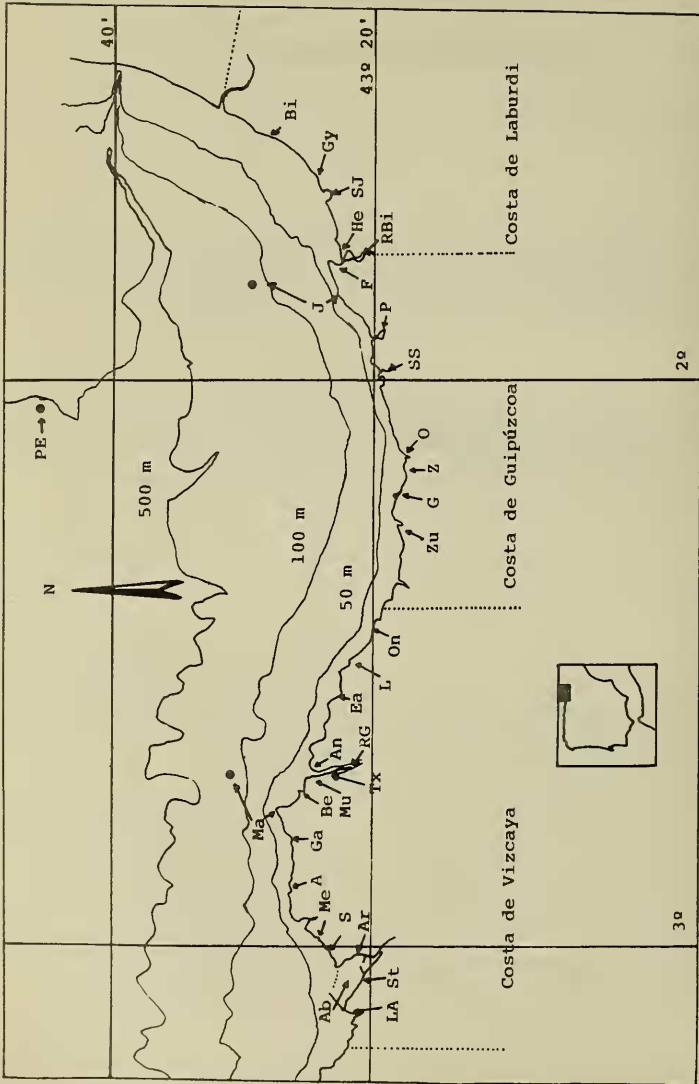 40'
PE
500 m
N
Bi
Gy
SJ
He
RBi
F
J
43º 20'
P
SS
100 m
50 m
O
Z
G
Zu
On
L
Ea
An
RG
Tx
Mu
Be
Ma
Ga
A
Me
S
Ar
Ab
St
LA
Costa de Vizcaya
Costa de Guipúzcoa
Costa de Laburdi
3º
2º